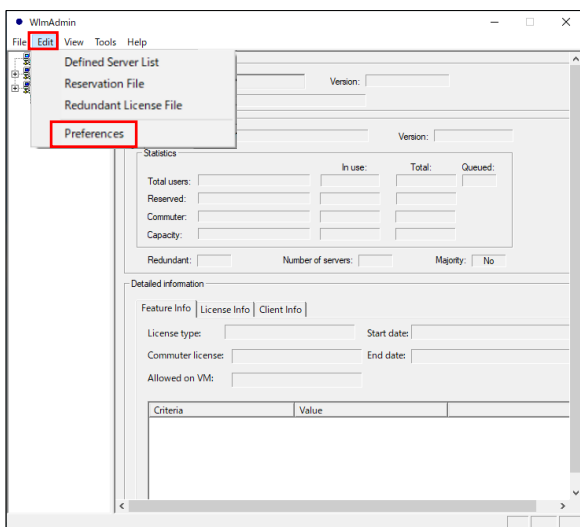 WlmAdmin
File Edit View Tools Help
Defined Server List
Reservation File
Redundant License File
Preferences
Version:
Version:
Statistics
In use: Total: Queued:
Total users:
Reserved:
Commuter:
Capacity:
Redundant: Number of servers: Majority: No
Detailed information
Feature Info License Info Client Info
License type: Start date:
Commuter license: End date:
Allowed on VM:
Criteria Value